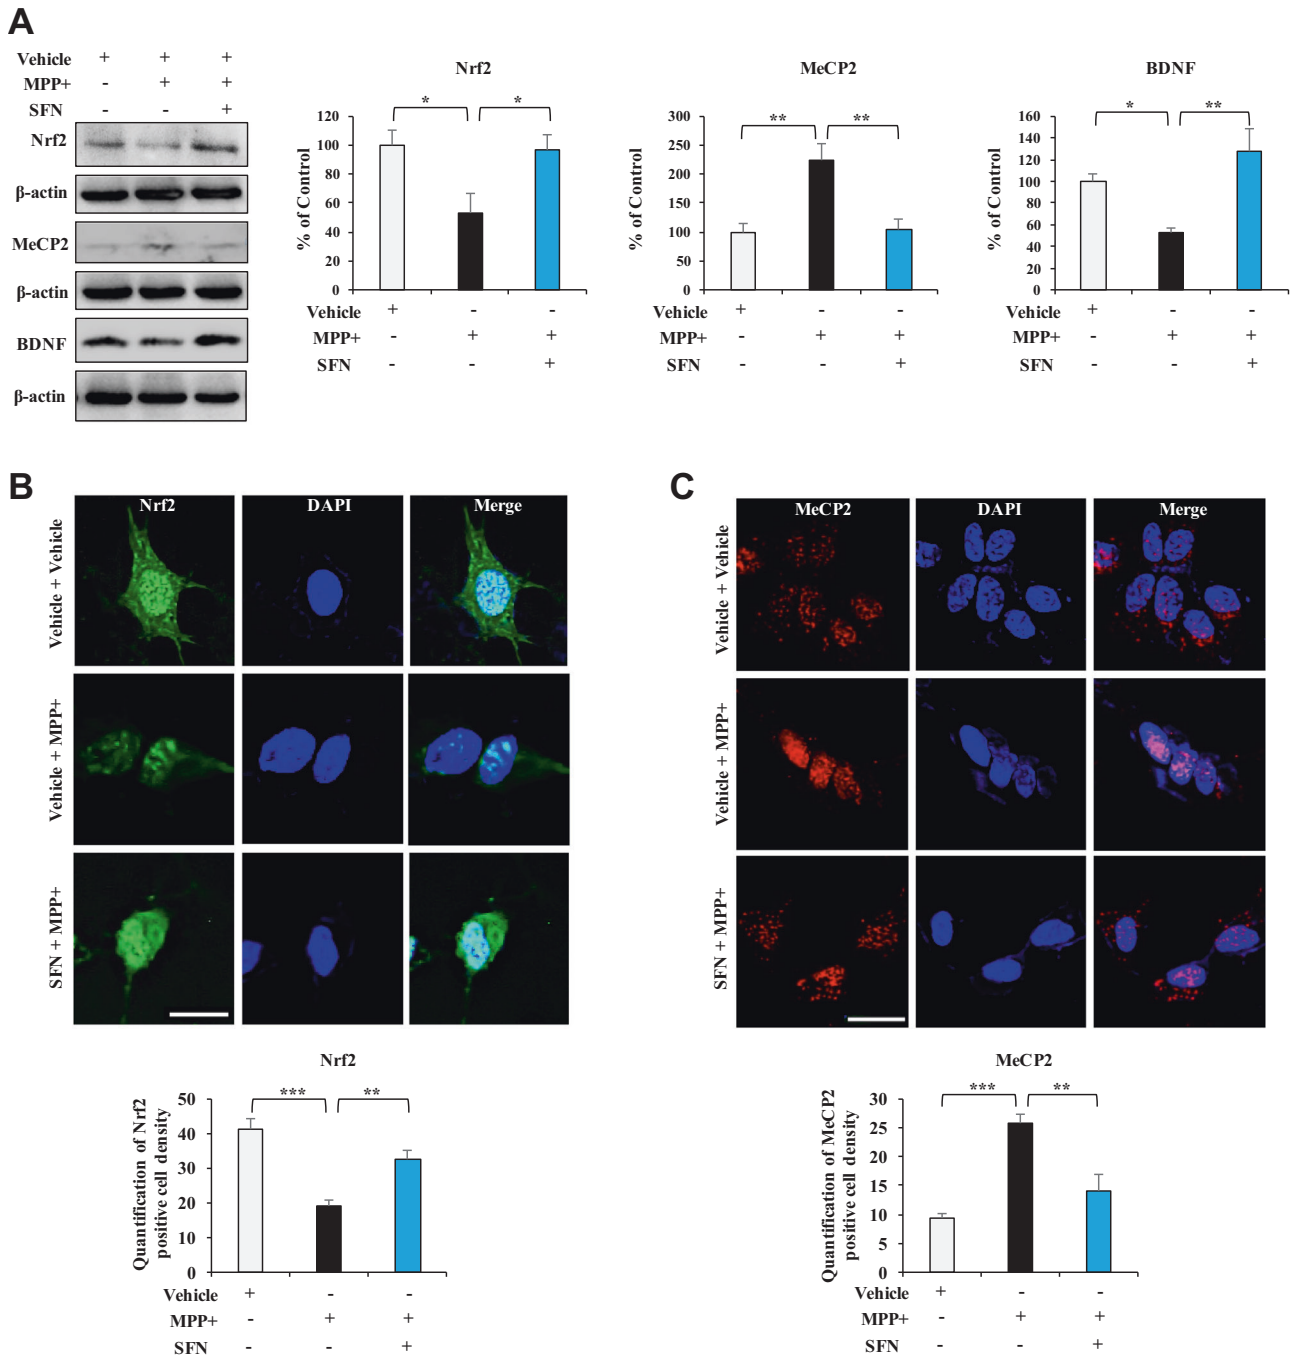 A
Vehicle + + +
MPP+ - + +
SFN - - +
Nrf2
β-actin
MeCP2
β-actin
BDNF
β-actin
Nrf2
* *
% of Control
120
100
80
60
40
20
0
Vehicle + - -
MPP+ - + +
SFN - - +
MeCP2
** **
% of Control
300
250
200
150
100
50
0
Vehicle + - -
MPP+ - + +
SFN - - +
BDNF
* **
% of Control
160
140
120
100
80
60
40
20
0
Vehicle + - -
MPP+ - + +
SFN - - +
B
Nrf2 DAPI Merge
Vehicle + Vehicle
Vehicle + MPP+
SFN + MPP+
Nrf2
*** **
Quantification of Nrf2
positive cell density
50
40
30
20
10
0
Vehicle + - -
MPP+ - + +
SFN - - +
C
MeCP2 DAPI Merge
Vehicle + Vehicle
Vehicle + MPP+
SFN + MPP+
MeCP2
*** **
Quantification of MeCP2
positive cell density
30
25
20
15
10
5
0
Vehicle + - -
MPP+ - + +
SFN - - +